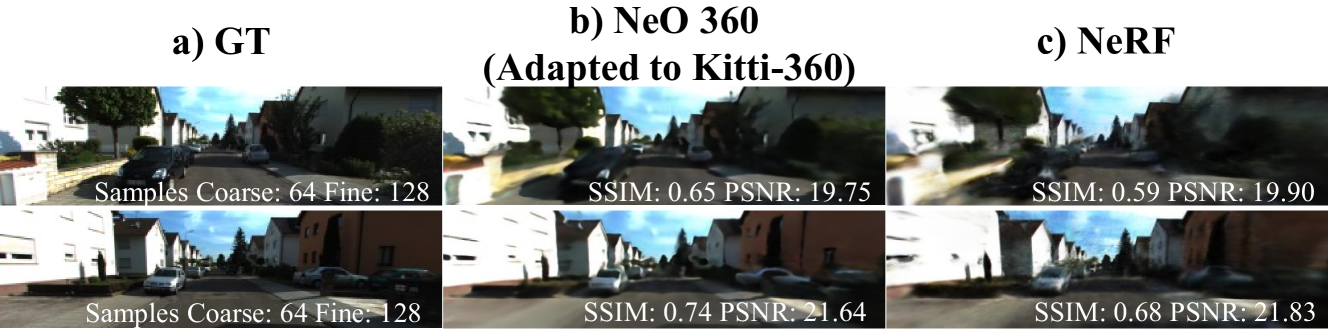 a) GT
b) NeO 360
(Adapted to Kitti-360)
c) NeRF
Samples Coarse: 64 Fine: 128
SSIM: 0.65 PSNR: 19.75
SSIM: 0.59 PSNR: 19.90
Samples Coarse: 64 Fine: 128
SSIM: 0.74 PSNR: 21.64
SSIM: 0.68 PSNR: 21.83